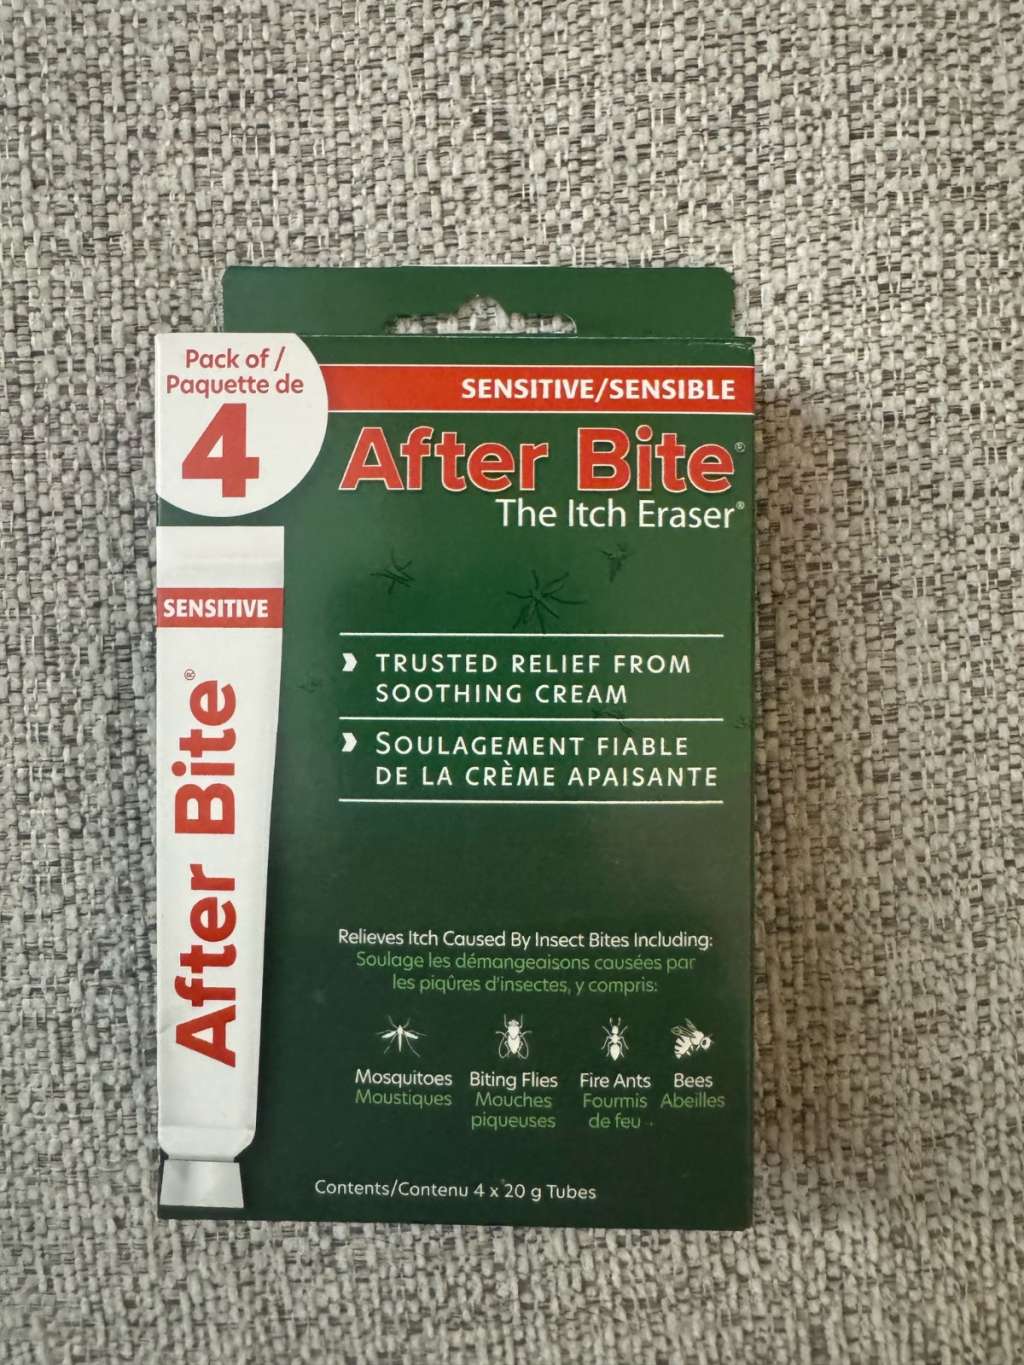 Pack of /
Paquette de
4
SENSITIVE/SENSIBLE
After Bite®
The Itch Eraser®
SENSITIVE
After Bite®
TRUSTED RELIEF FROM
SOOTHING CREAM
SOULAGEMENT FIABLE
DE LA CRÈME APAISANTE
Relieves Itch Caused By Insect Bites Including:
Soulage les démangeaisons causées par
les piqûres d'insectes, y compris:
Mosquitoes
Moustiques
Biting Flies
Mouches
piqueuses
Fire Ants
Fourmis
de feu
Bees
Abeilles
Contents/Contenu 4 x 20 g Tubes